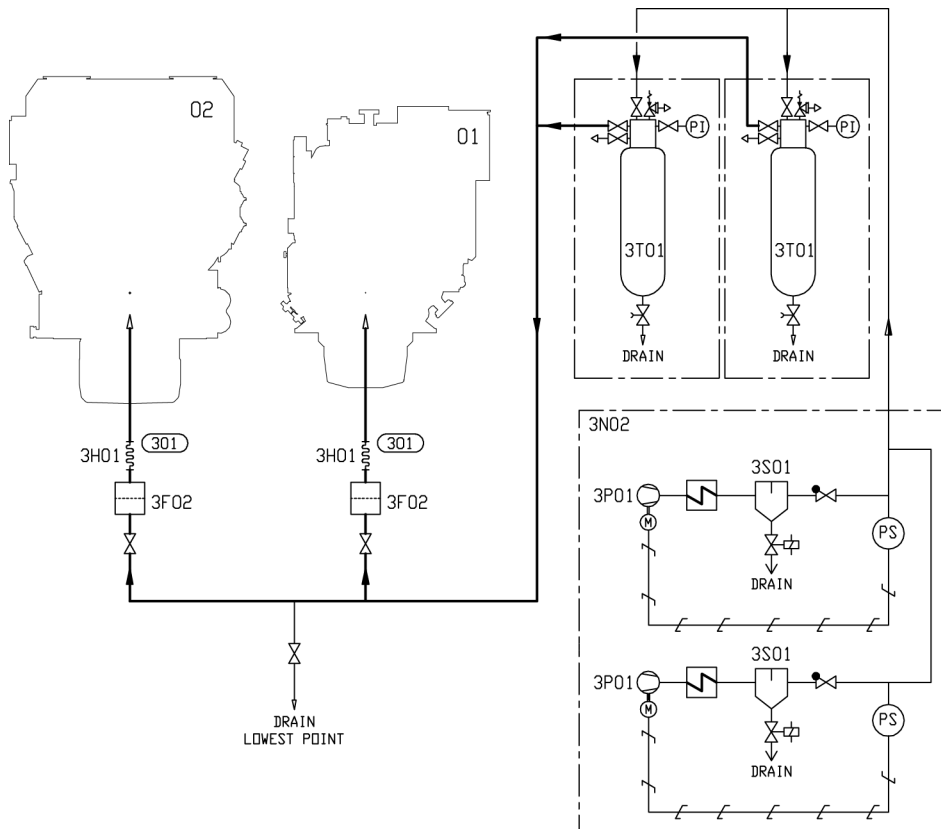 02
01
PI
PI
3T01
3T01
DRAIN
DRAIN
3N02
3H01
301
3H01
301
3F02
3F02
3S01
3P01
M
PS
DRAIN
3S01
3P01
M
PS
DRAIN
DRAIN
LOWEST POINT